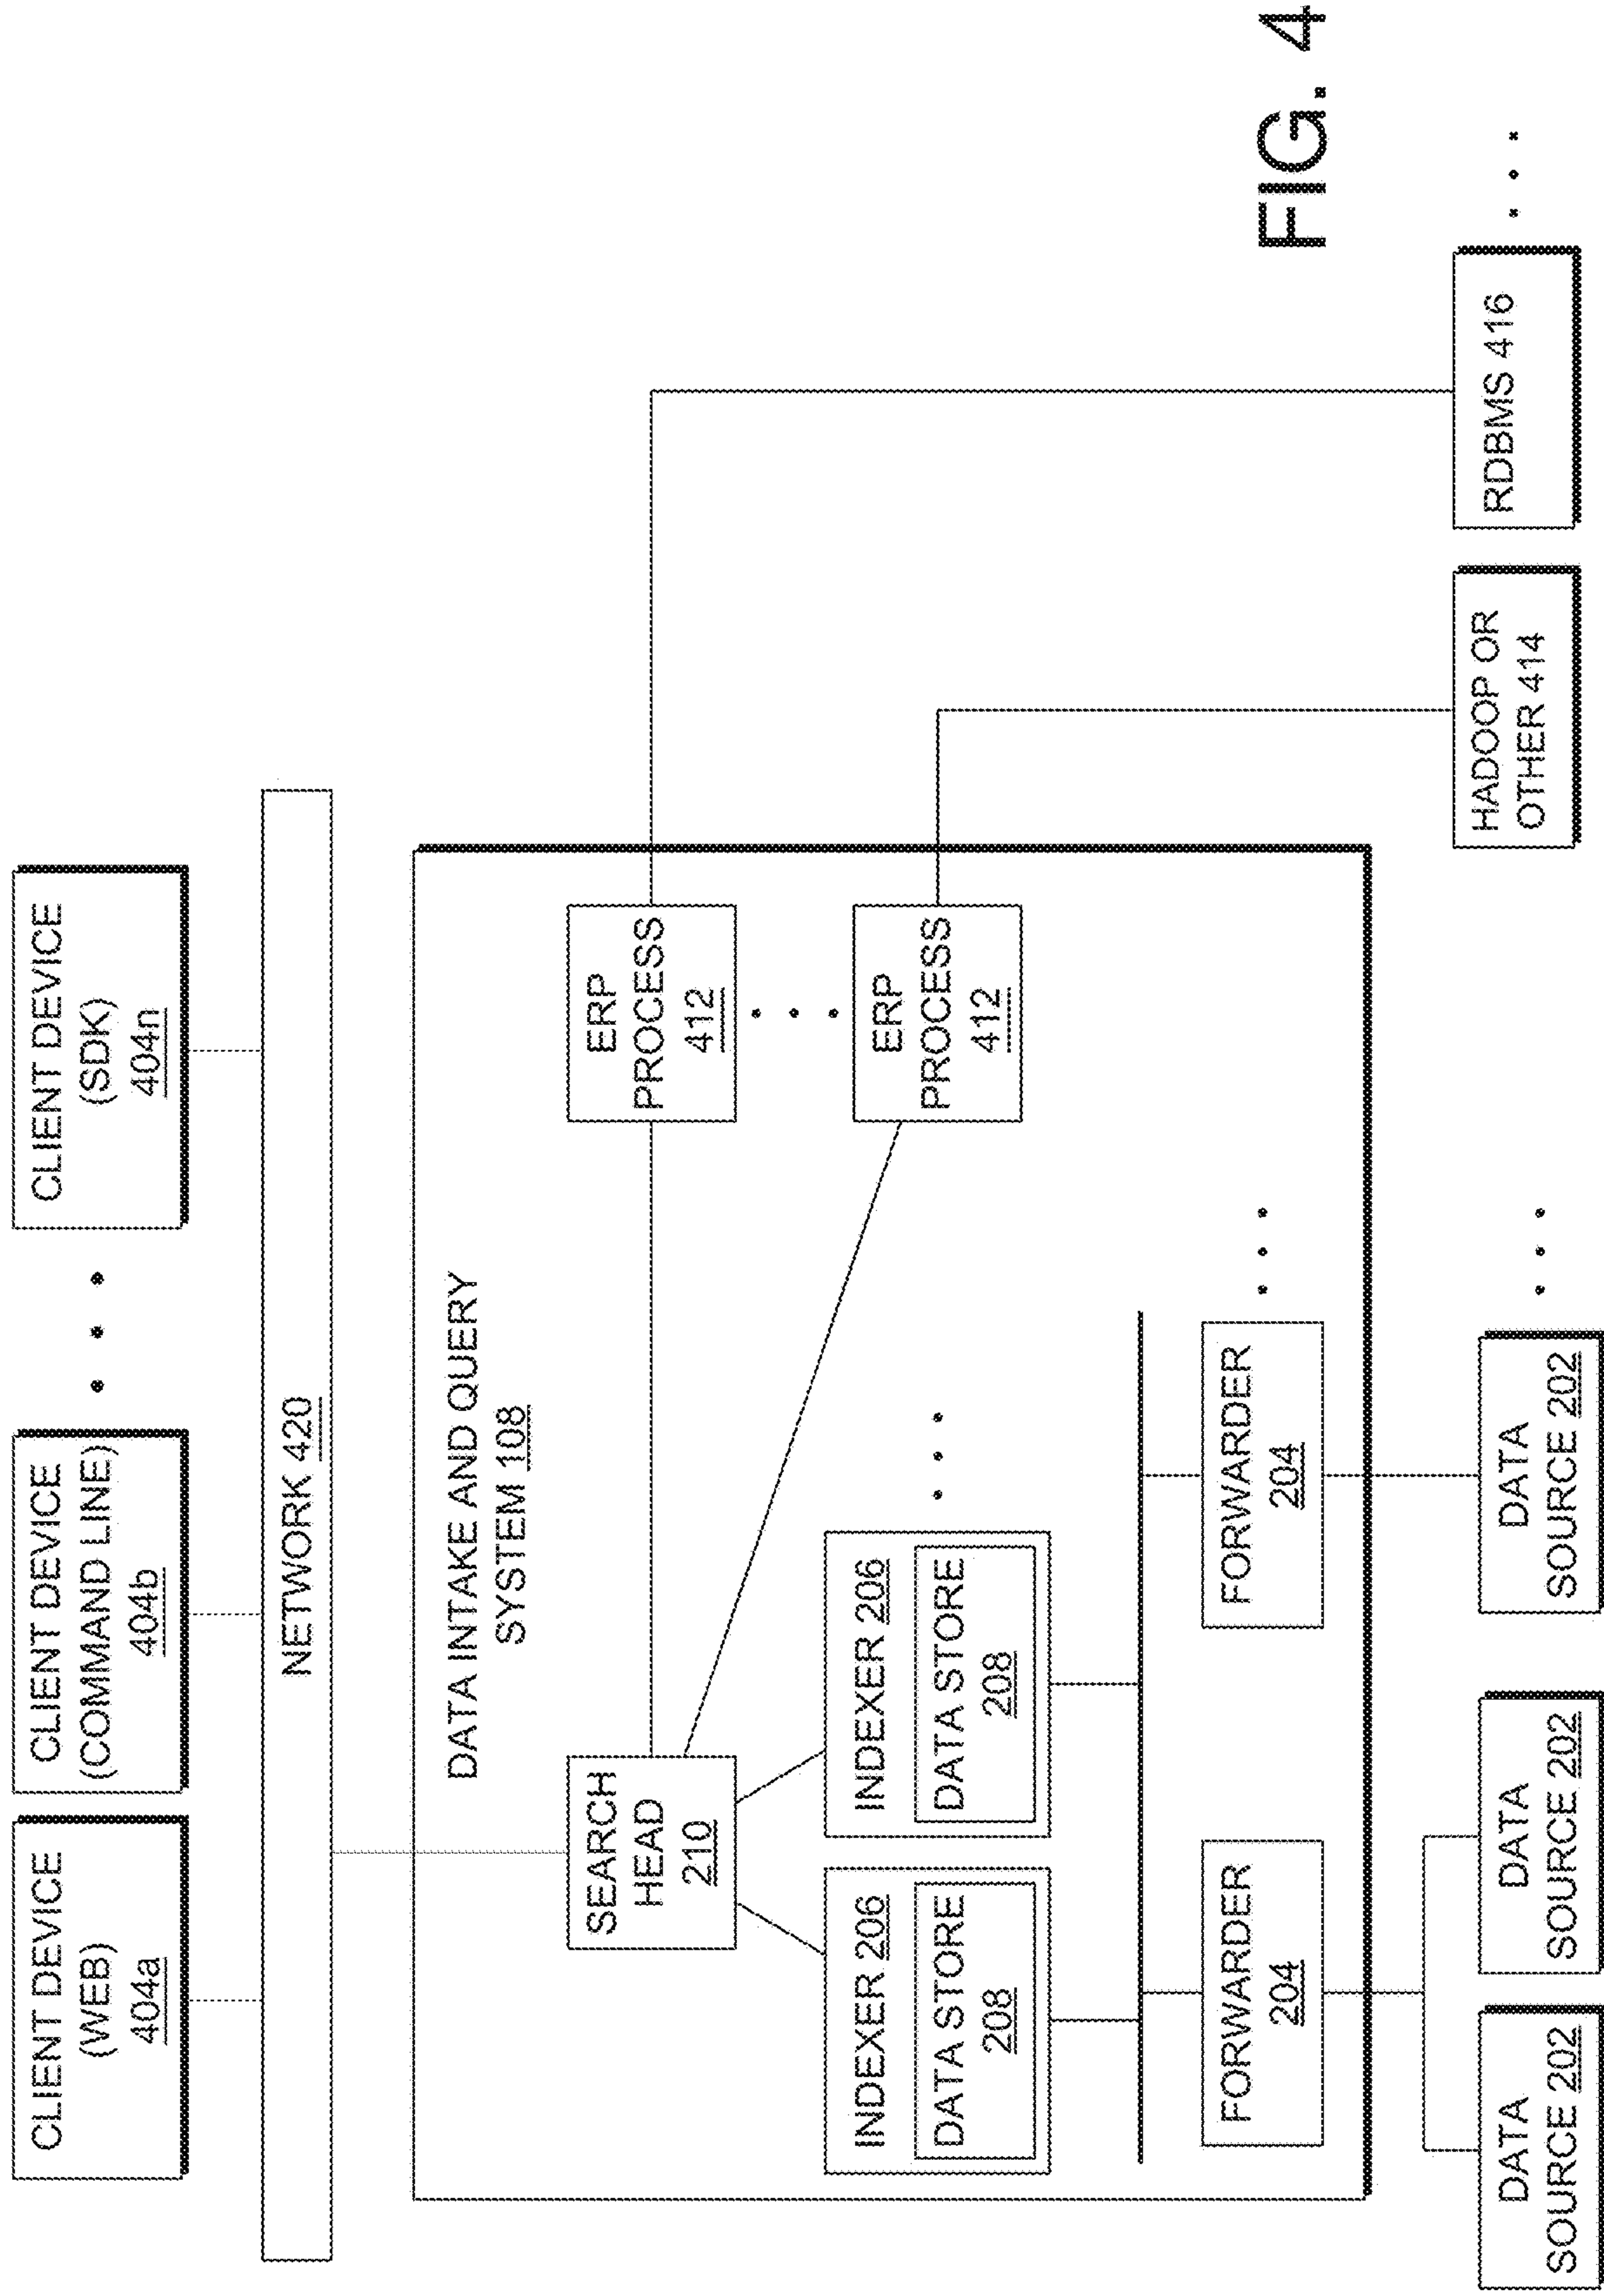 CLIENT DEVICE
(WEB)
404a
CLIENT DEVICE
(COMMAND LINE)
404b
CLIENT DEVICE
(SDK)
404n
NETWORK 420
DATA INTAKE AND QUERY
SYSTEM 108
SEARCH
HEAD
210
ERP
PROCESS
412
ERP
PROCESS
412
INDEXER 206
DATA STORE
208
INDEXER 206
DATA STORE
208
FORWARDER
204
FORWARDER
204
DATA
SOURCE 202
DATA
SOURCE 202
DATA
SOURCE 202
HADOOP OR
OTHER 414
RDBMS 416
FIG. 4